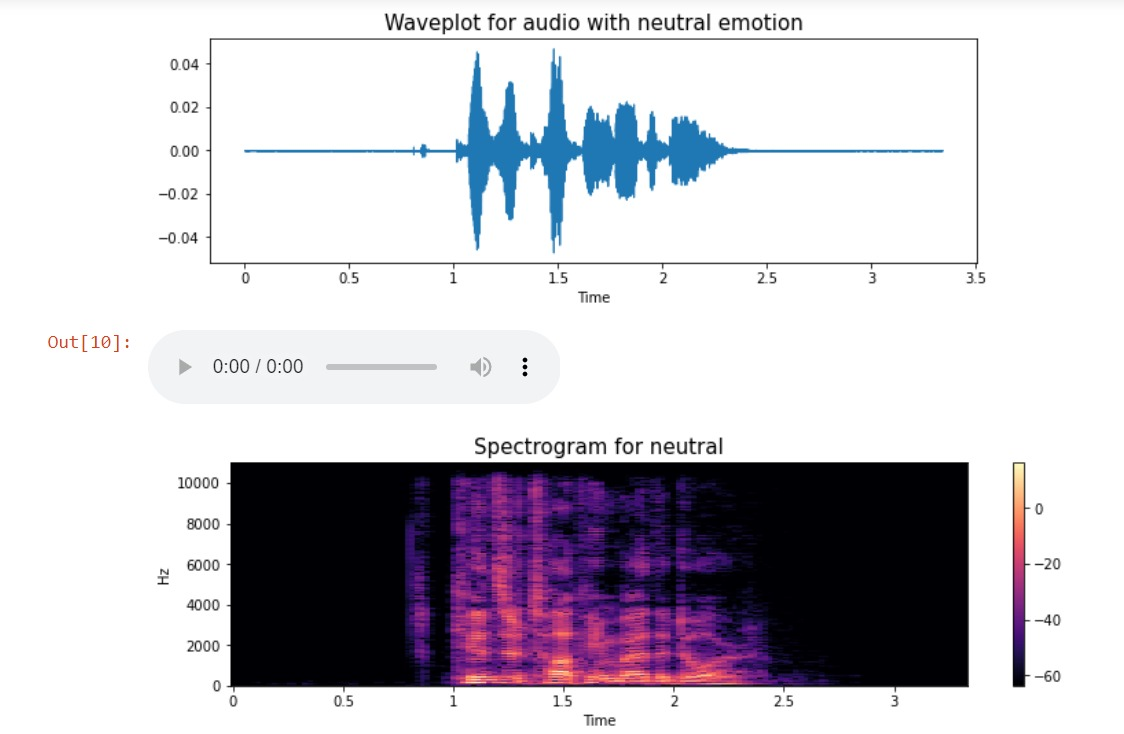 Waveplot for audio with neutral emotion
0.04
0.02
0.00
−0.02
−0.04
0 0.5 1 1.5 2 2.5 3 3.5
Time
Out[10]:
0:00 / 0:00
Spectrogram for neutral
10000
8000
6000
4000
2000
0
Hz
0 0.5 1 1.5 2 2.5 3
Time
0
−20
−40
−60